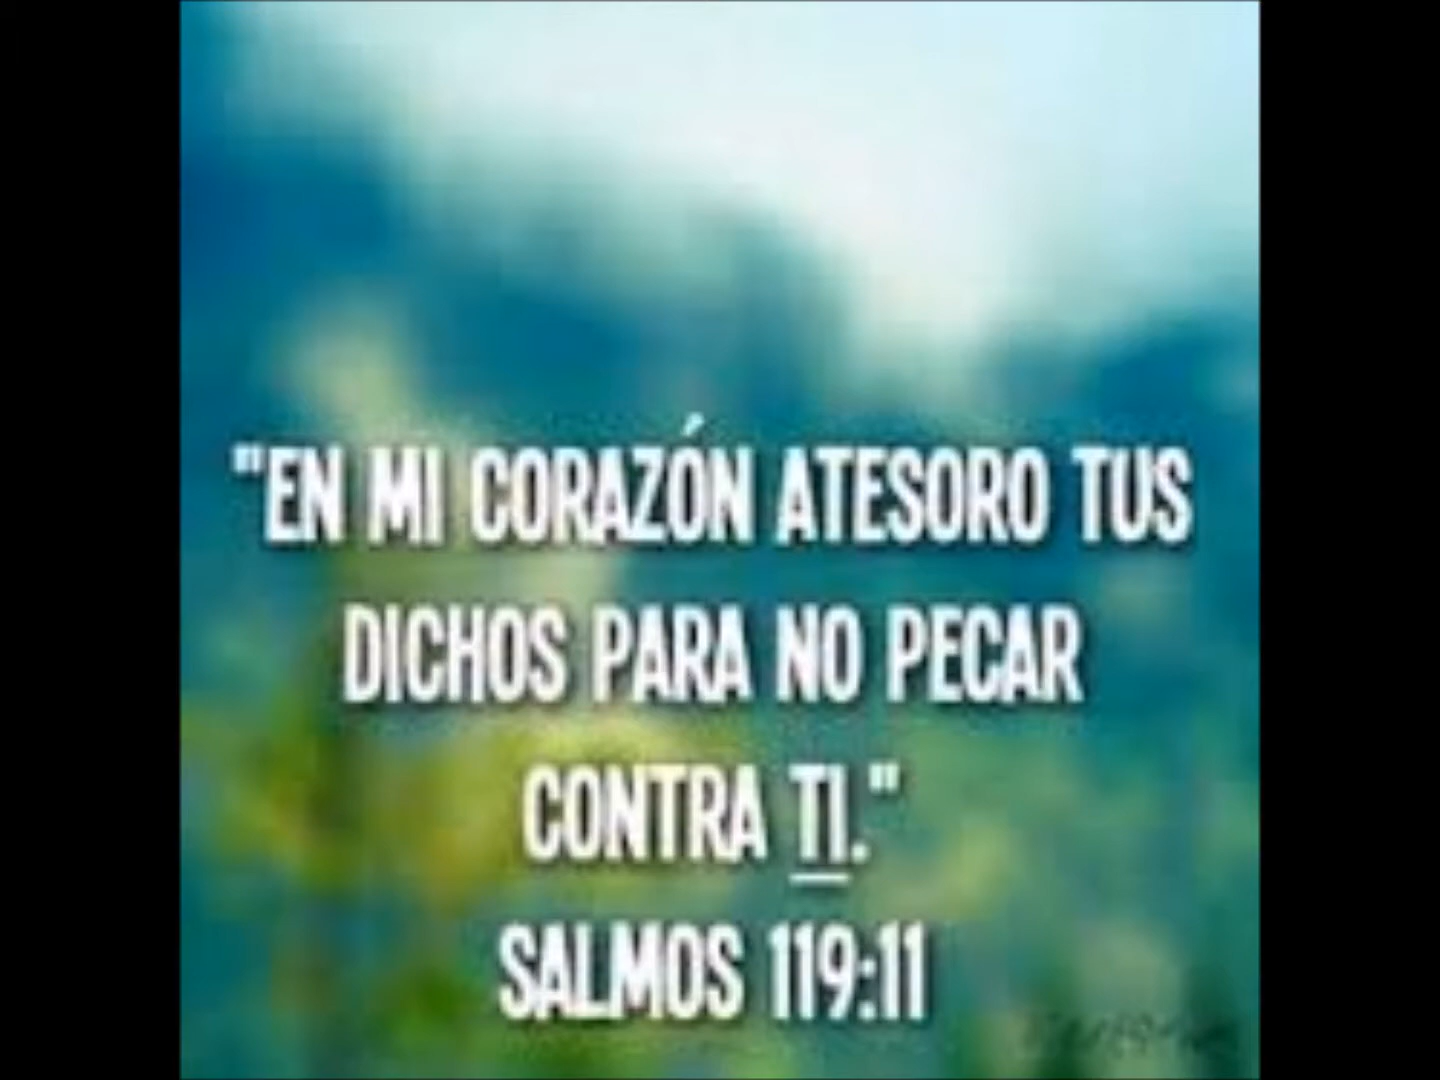 "EN MI CORAZÓN ATESORO TUS
DICHOS PARA NO PECAR
CONTRA TI."
SALMOS 119:11